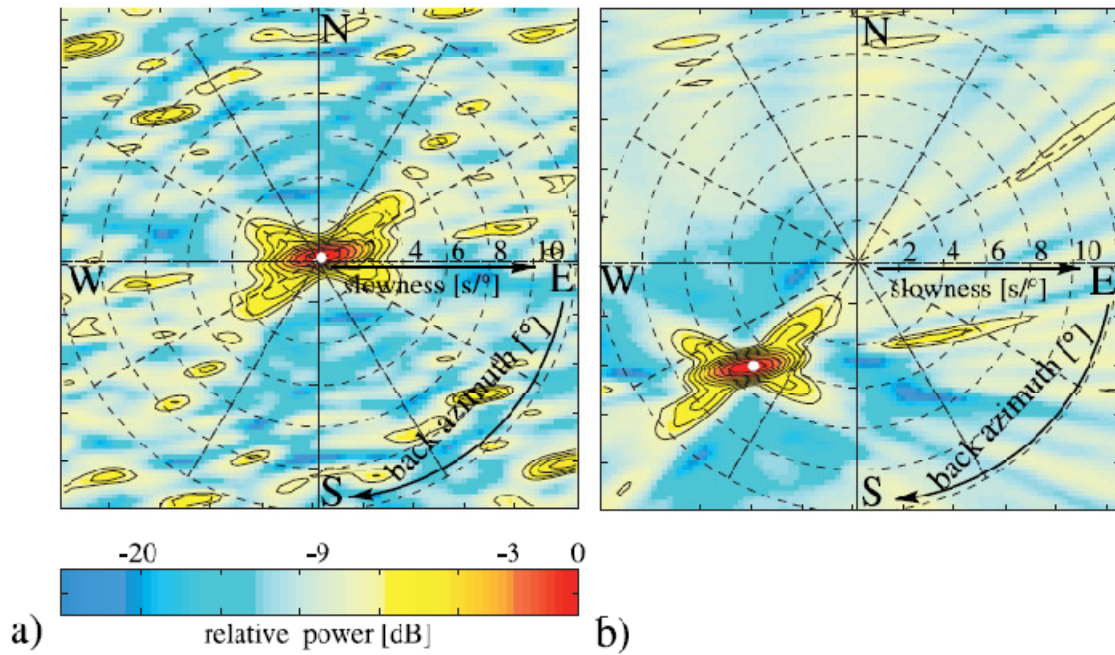 N
N
2 4 6 8 10
W
E
slowness [s/°]
back azimuth [°]
S
2 4 6 8 10
W
E
slowness [s/°]
back azimuth [°]
S
-20 -9 -3 0
relative power [dB]
a)
b)